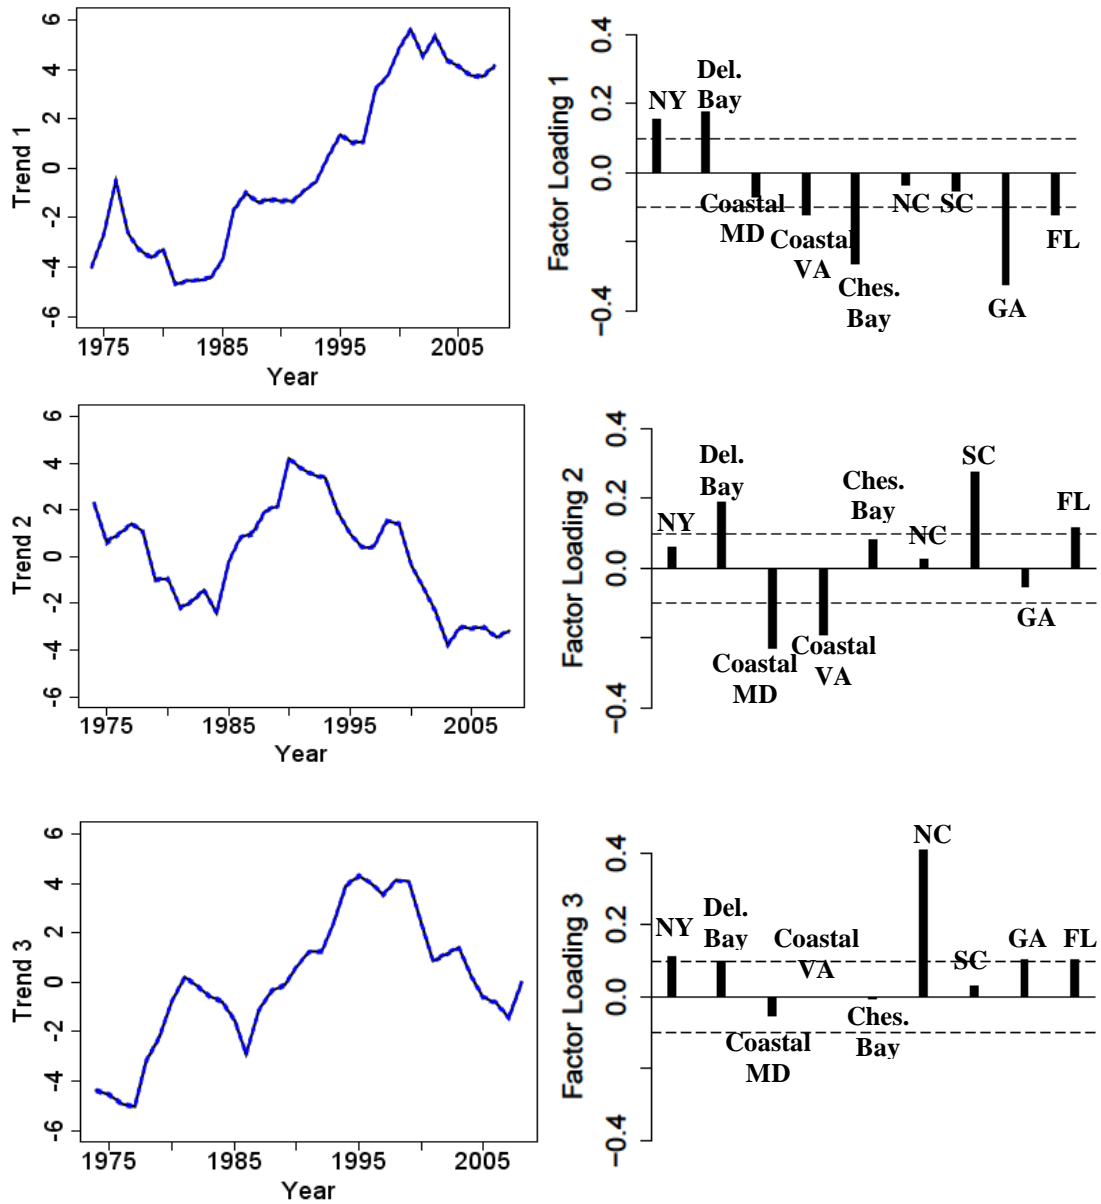 6
4
2
0
-2
-4
-6
Trend 1
1975 1985 1995 2005
Year
0.4
0.2
0.0
−0.4
Factor Loading 1
NY
Del.
Bay
Coastal
MD
Coastal
VA
Ches.
Bay
NC
SC
GA
FL
6
4
2
0
-2
-4
-6
Trend 2
1975 1985 1995 2005
Year
0.4
0.2
0.0
−0.4
Factor Loading 2
NY
Del.
Bay
Coastal
MD
Coastal
VA
Ches.
Bay
NC
SC
GA
FL
6
4
2
0
-2
-4
-6
Trend 3
1975 1985 1995 2005
Year
0.4
0.2
0.0
−0.4
Factor Loading 3
NY
Del.
Bay
Coastal
MD
Coastal
VA
Ches.
Bay
NC
SC
GA
FL